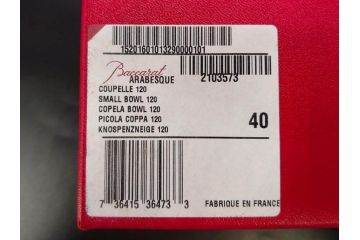 15201601013290000101
Baccarat
ARABESQUE 2103573
COUPELLE 120
SMALL BOWL 120
COPELA BOWL 120
PICOLA COPPA 120
KNOSPENZNEIGE 120
40
7 36415 36473 3
FABRIQUE EN FRANCE